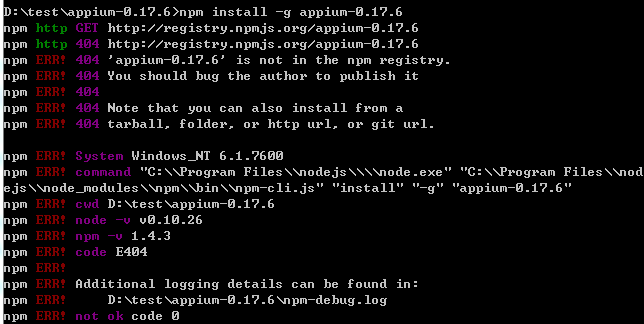 D:\test\appium-0.17.6>npm install -g appium-0.17.6
npm http GET http://registry.npmjs.org/appium-0.17.6
npm http 404 http://registry.npmjs.org/appium-0.17.6
npm ERR! 404 'appium-0.17.6' is not in the npm registry.
npm ERR! 404 You should bug the author to publish it
npm ERR! 404
npm ERR! 404 Note that you can also install from a
npm ERR! 404 tarball, folder, or http url, or git url.
npm ERR! System Windows_NT 6.1.7600
npm ERR! command "C:\\Program Files\\nodejs\\\\node.exe" "C:\\Program Files\\nod
ejs\\node_modules\\npm\\bin\\npm-cli.js" "install" "-g" "appium-0.17.6"
npm ERR! cwd D:\test\appium-0.17.6
npm ERR! node -v v0.10.26
npm ERR! npm -v 1.4.3
npm ERR! code E404
npm ERR!
npm ERR! Additional logging details can be found in:
npm ERR!     D:\test\appium-0.17.6\npm-debug.log
npm ERR! not ok code 0